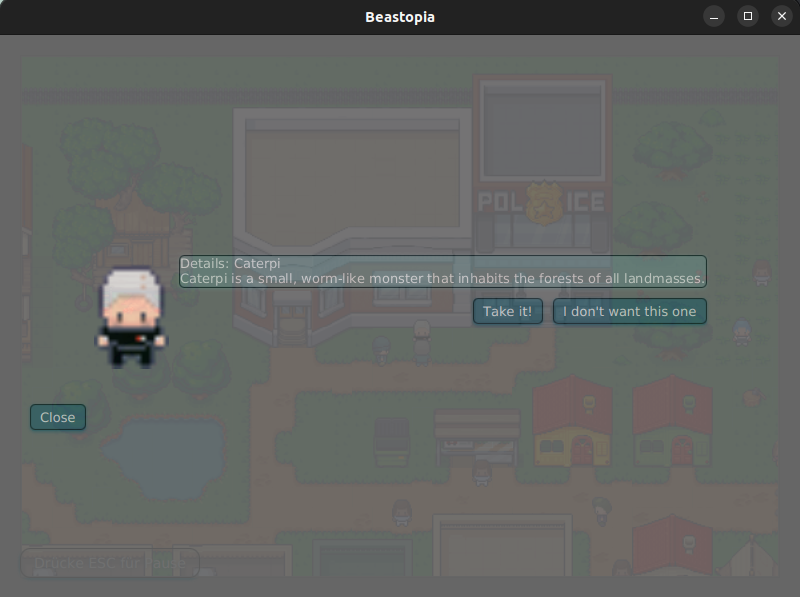 Beastopia
POLICE
Details: Caterpi
Caterpi is a small, worm-like monster that inhabits the forests of all landmasses.
Take it!
I don't want this one
Close
Drücke ESC für Pause